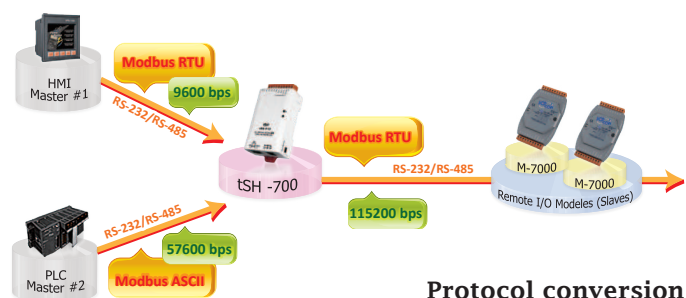 HMI
Master #1
Modbus RTU
9600 bps
RS-232/RS-485
tSH -700
Modbus RTU
RS-232/RS-485
115200 bps
M-7000
M-7000
Remote I/O Modeles (Slaves)
RS-232/RS-485
57600 bps
Modbus ASCII
PLC
Master #2
Protocol conversion